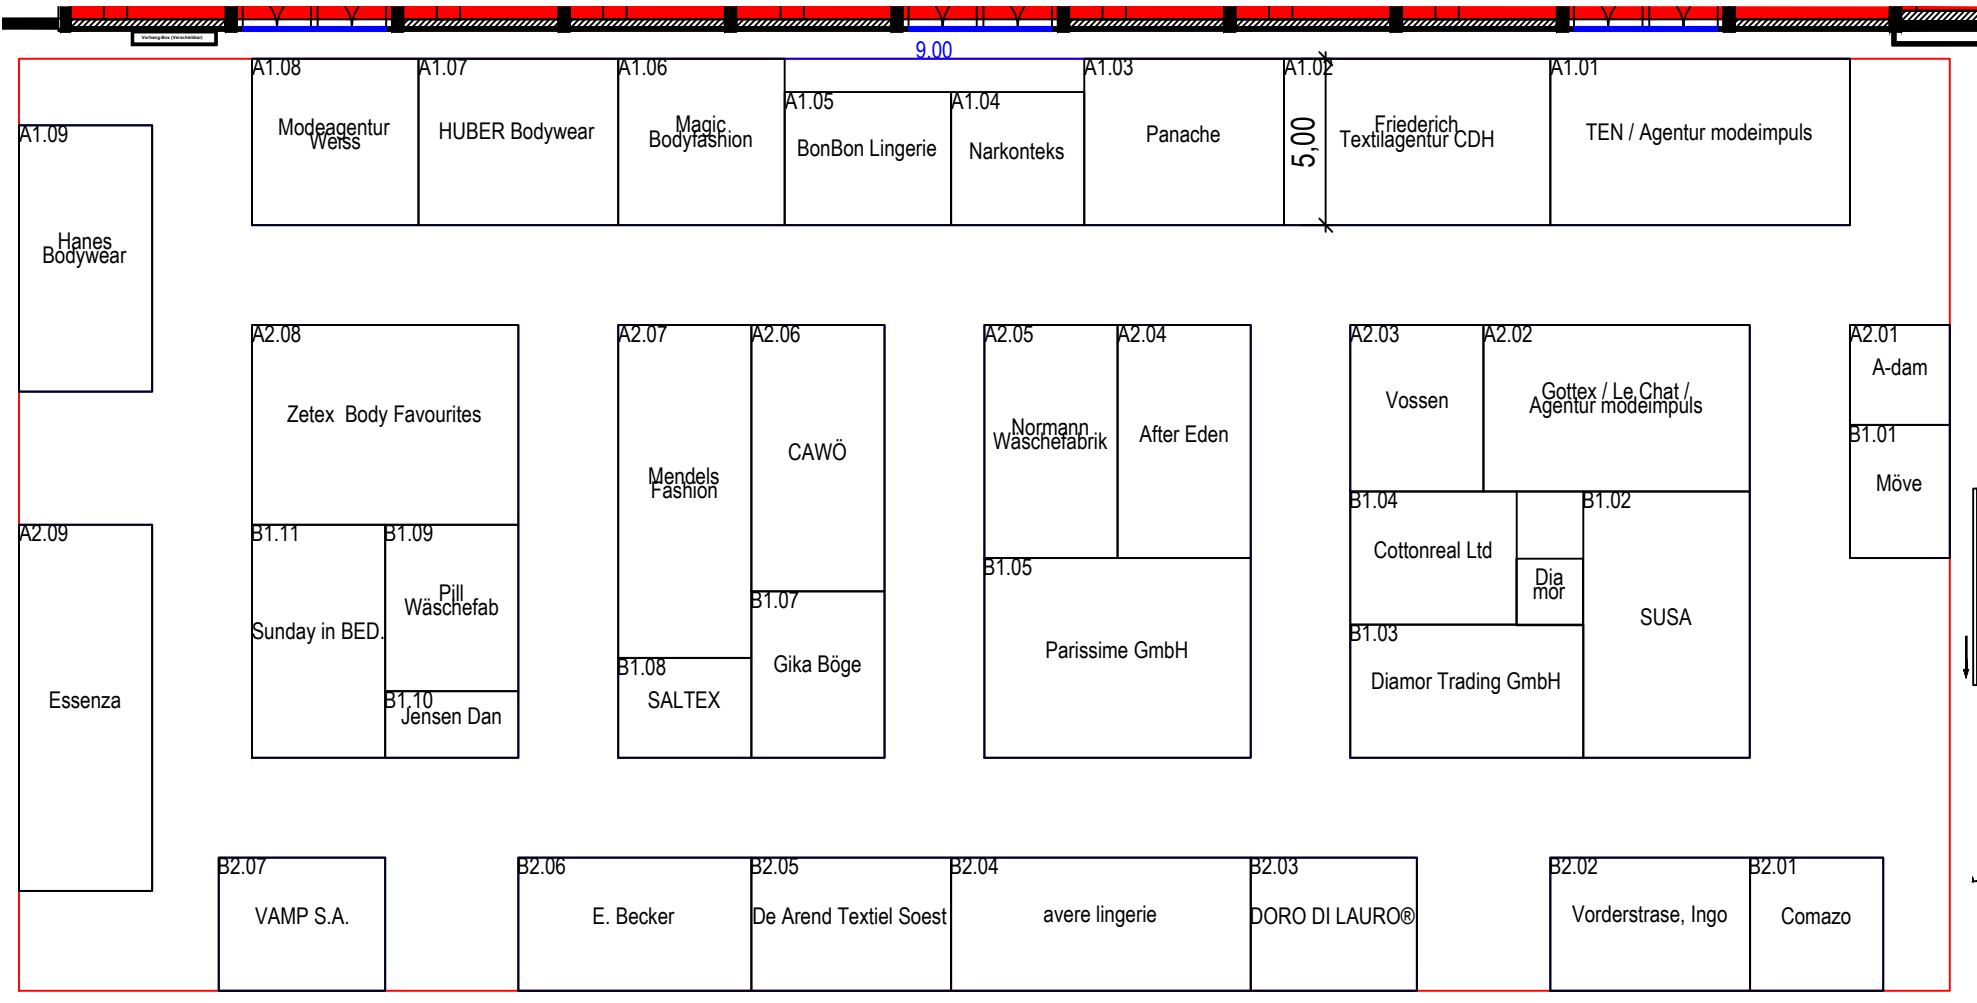 Vorhang-Box (Verschiebbar)
9.00
A1.08
Modeagentur
Weiss
A1.07
HUBER Bodywear
A1.06
Magic
Bodyfashion
A1.05
BonBon Lingerie
A1.04
Narkonteks
A1.03
Panache
A1.02
5,00
Friederich
Textilagentur CDH
A1.01
TEN / Agentur modeimpuls
A1.09
Hanes
Bodywear
A2.08
Zetex Body Favourites
A2.07
Mendels
Fashion
A2.06
CAWÖ
A2.05
Normann
Wäschefabrik
A2.04
After Eden
A2.03
Vossen
A2.02
Gottex / Le Chat /
Agentur modeimpuls
A2.01
A-dam
B1.01
Möve
A2.09
Essenza
B1.11
Sunday in BED.
B1.09
Pill
Wäschefab
B1.10
Jensen Dan
B1.08
SALTEX
B1.07
Gika Böge
B1.05
Parissime GmbH
B1.04
Cottonreal Ltd
Dia
mor
B1.03
Diamor Trading GmbH
B1.02
SUSA
B2.07
VAMP S.A.
B2.06
E. Becker
B2.05
De Arend Textiel Soest
B2.04
avere lingerie
B2.03
DORO DI LAURO®
B2.02
Vorderstrase, Ingo
B2.01
Comazo